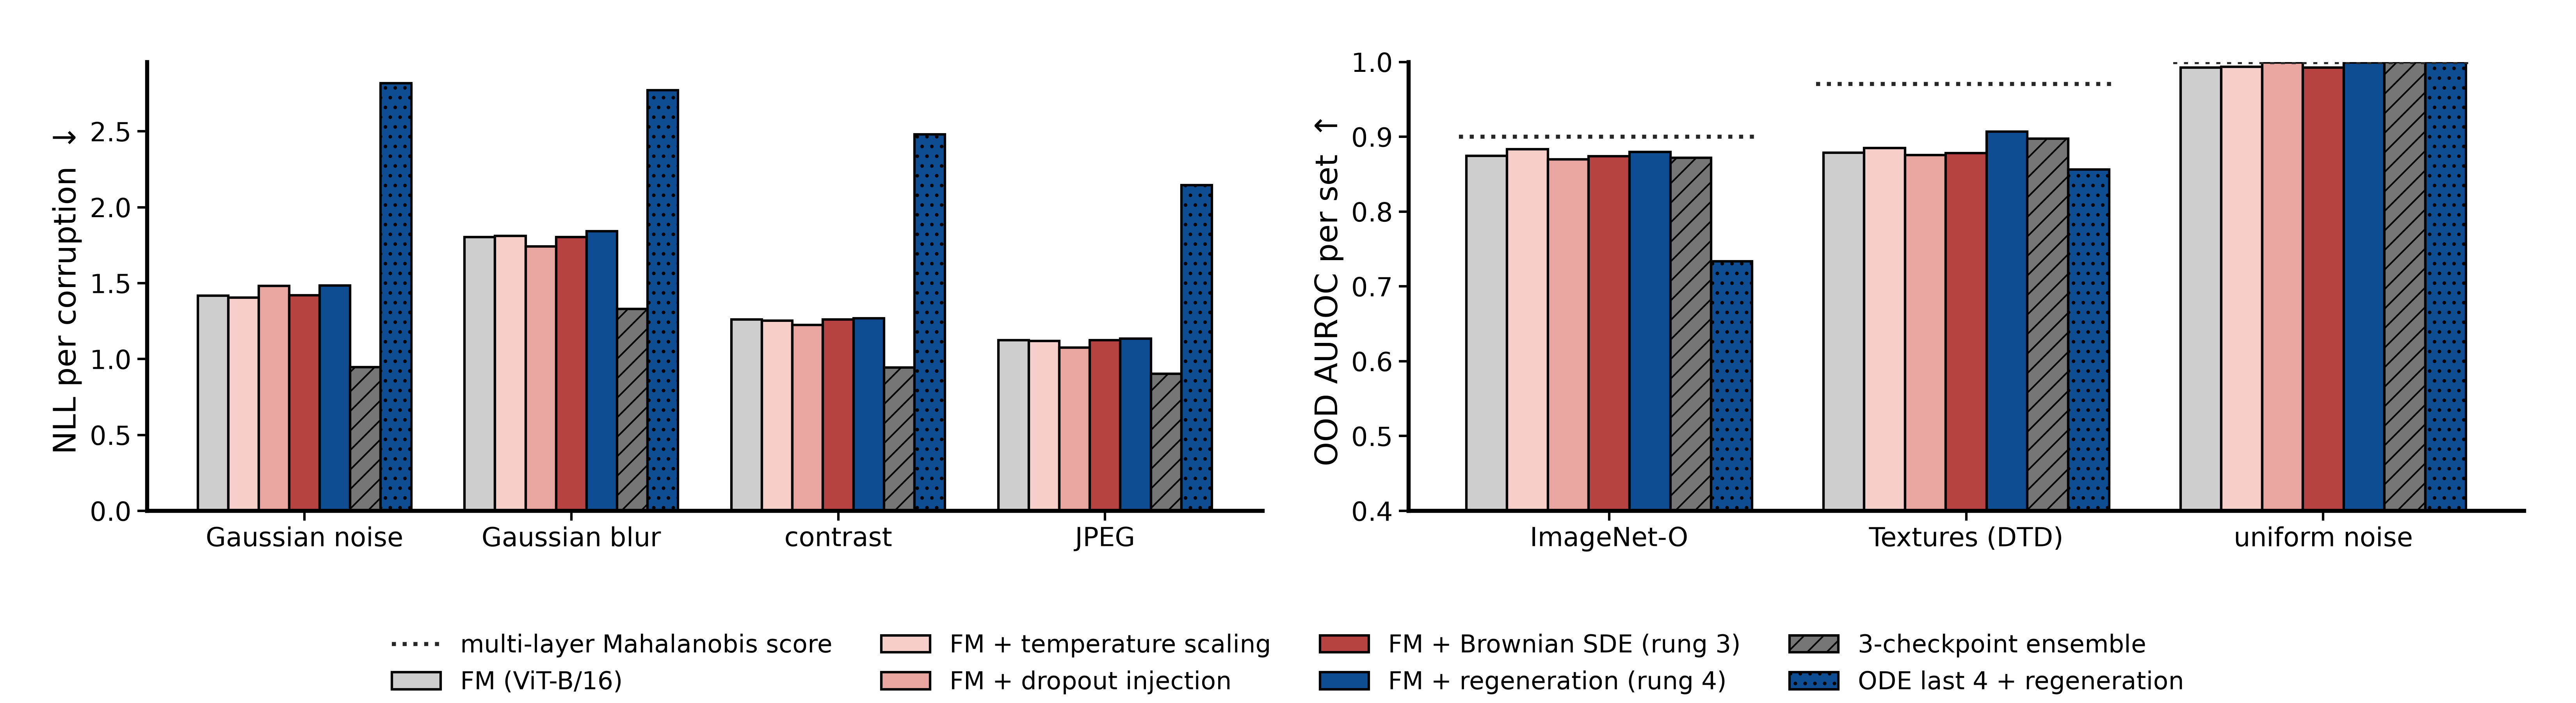 NLL per corruption ↓
2.5
2.0
1.5
1.0
0.5
0.0
Gaussian noise
Gaussian blur
contrast
JPEG
OOD AUROC per set ↑
1.0
0.9
0.8
0.7
0.6
0.5
0.4
ImageNet-O
Textures (DTD)
uniform noise
multi-layer Mahalanobis score
FM (ViT-B/16)
FM + temperature scaling
FM + dropout injection
FM + Brownian SDE (rung 3)
FM + regeneration (rung 4)
3-checkpoint ensemble
ODE last 4 + regeneration